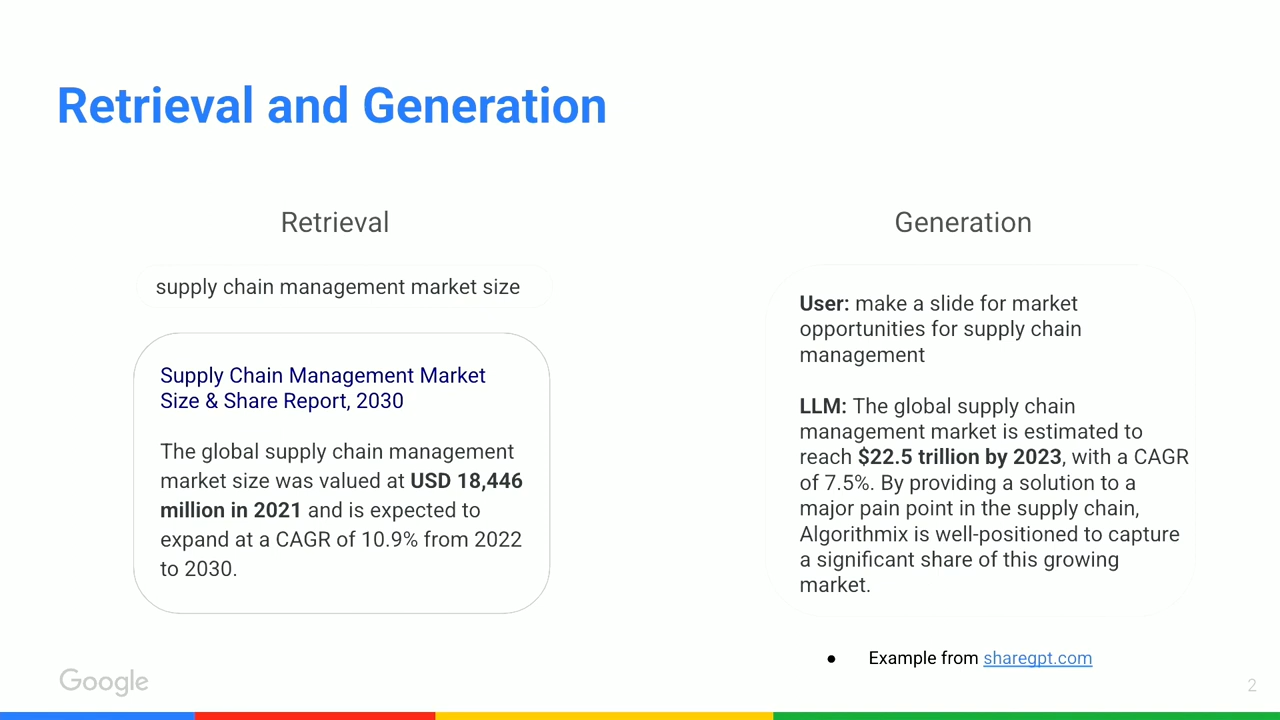 Retrieval and Generation
Retrieval
supply chain management market size
Supply Chain Management Market
Size & Share Report, 2030
The global supply chain management
market size was valued at USD 18,446
million in 2021 and is expected to
expand at a CAGR of 10.9% from 2022
to 2030.
Generation
User: make a slide for market
opportunities for supply chain
management
LLM: The global supply chain
management market is estimated to
reach $22.5 trillion by 2023, with a CAGR
of 7.5%. By providing a solution to a
major pain point in the supply chain,
Algorithmix is well-positioned to capture
a significant share of this growing
market.
● Example from sharegpt.com
Google
2